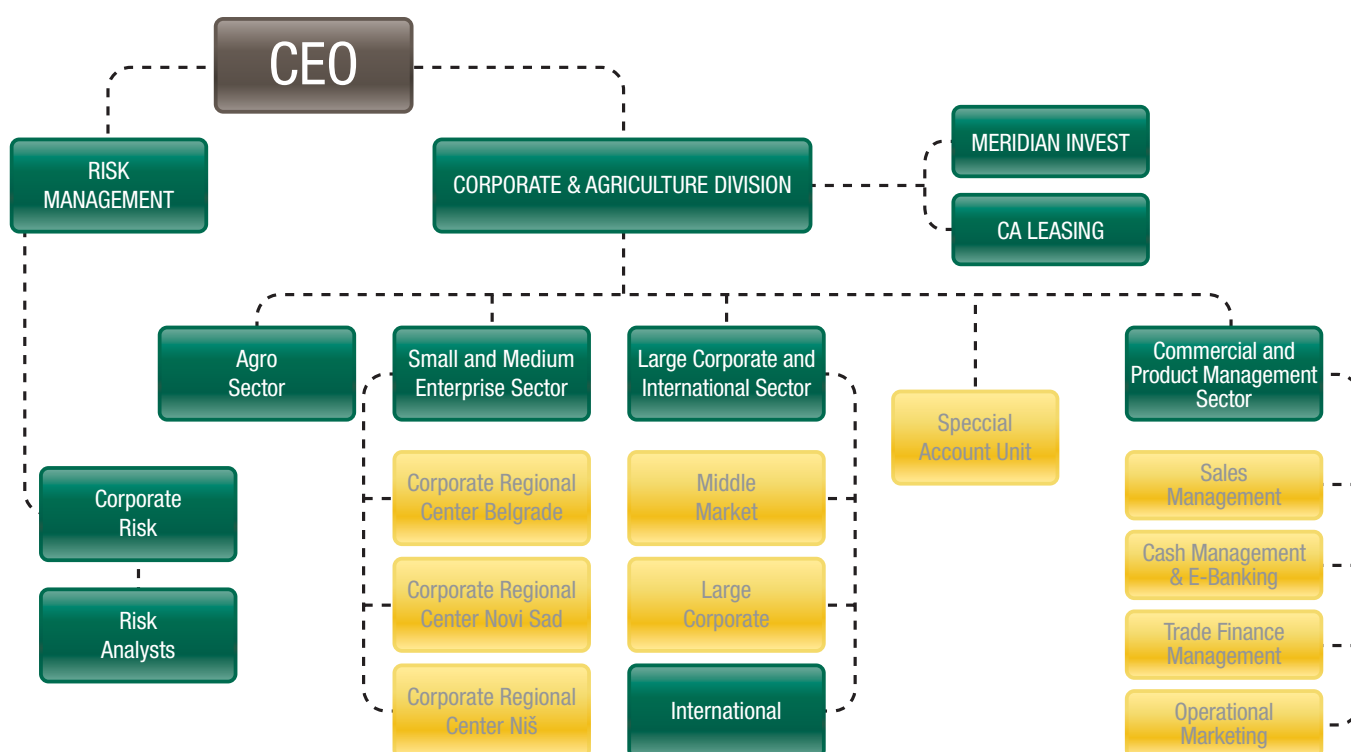 CEO
RISK
MANAGEMENT
CORPORATE & AGRICULTURE DIVISION
MERIDIAN INVEST
CA LEASING
Agro
Sector
Small and Medium
Enterprise Sector
Large Corporate and
International Sector
Speccial
Account Unit
Commercial and
Product Management
Sector
Corporate
Risk
Risk
Analysts
Corporate Regional
Center Belgrade
Corporate Regional
Center Novi Sad
Corporate Regional
Center Niš
Middle
Market
Large
Corporate
International
Sales
Management
Cash Management
& E-Banking
Trade Finance
Management
Operational
Marketing